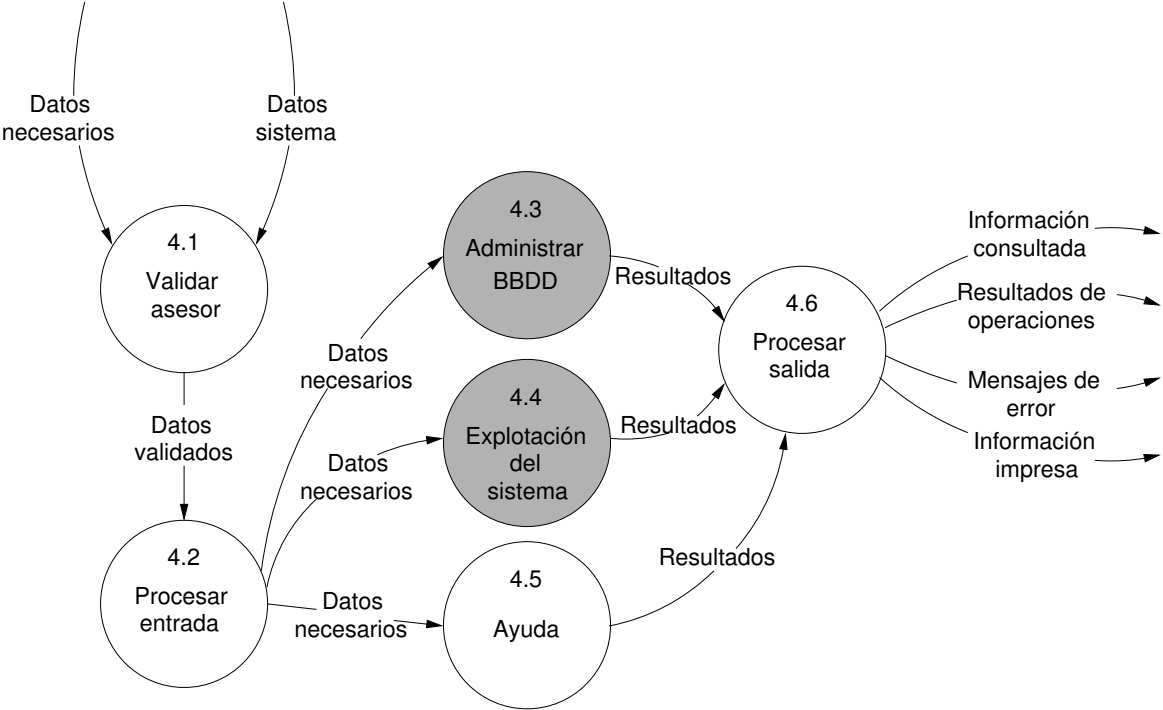 Datos
necesarios
Datos
sistema
4.1
Validar
asesor
Datos
validados
4.2
Procesar
entrada
Datos
necesarios
Datos
necesarios
Datos
necesarios
4.3
Administrar
BBDD
4.4
Explotación
del
sistema
4.5
Ayuda
Resultados
Resultados
Resultados
4.6
Procesar
salida
Información
consultada
Resultados de
operaciones
Mensajes de
error
Información
impresa